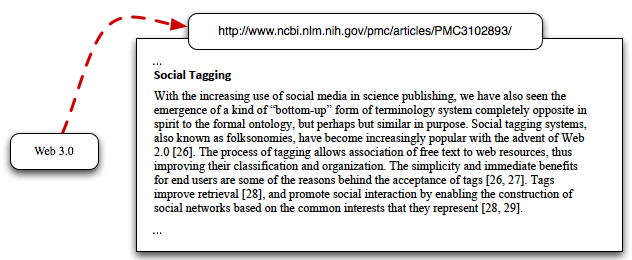 http://www.ncbi.nlm.nih.gov/pmc/articles/PMC3102893/
...
Social Tagging
With the increasing use of social media in science publishing, we have also seen the
emergence of a kind of “bottom-up” form of terminology system completely opposite in
spirit to the formal ontology, but perhaps but similar in purpose. Social tagging systems,
also known as folksonomies, have become increasingly popular with the advent of Web
2.0 [26]. The process of tagging allows association of free text to web resources, thus
improving their classification and organization. The simplicity and immediate benefits
for end users are some of the reasons behind the acceptance of tags [26, 27]. Tags
improve retrieval [28], and promote social interaction by enabling the construction of
social networks based on the common interests that they represent [28, 29].
...
Web 3.0